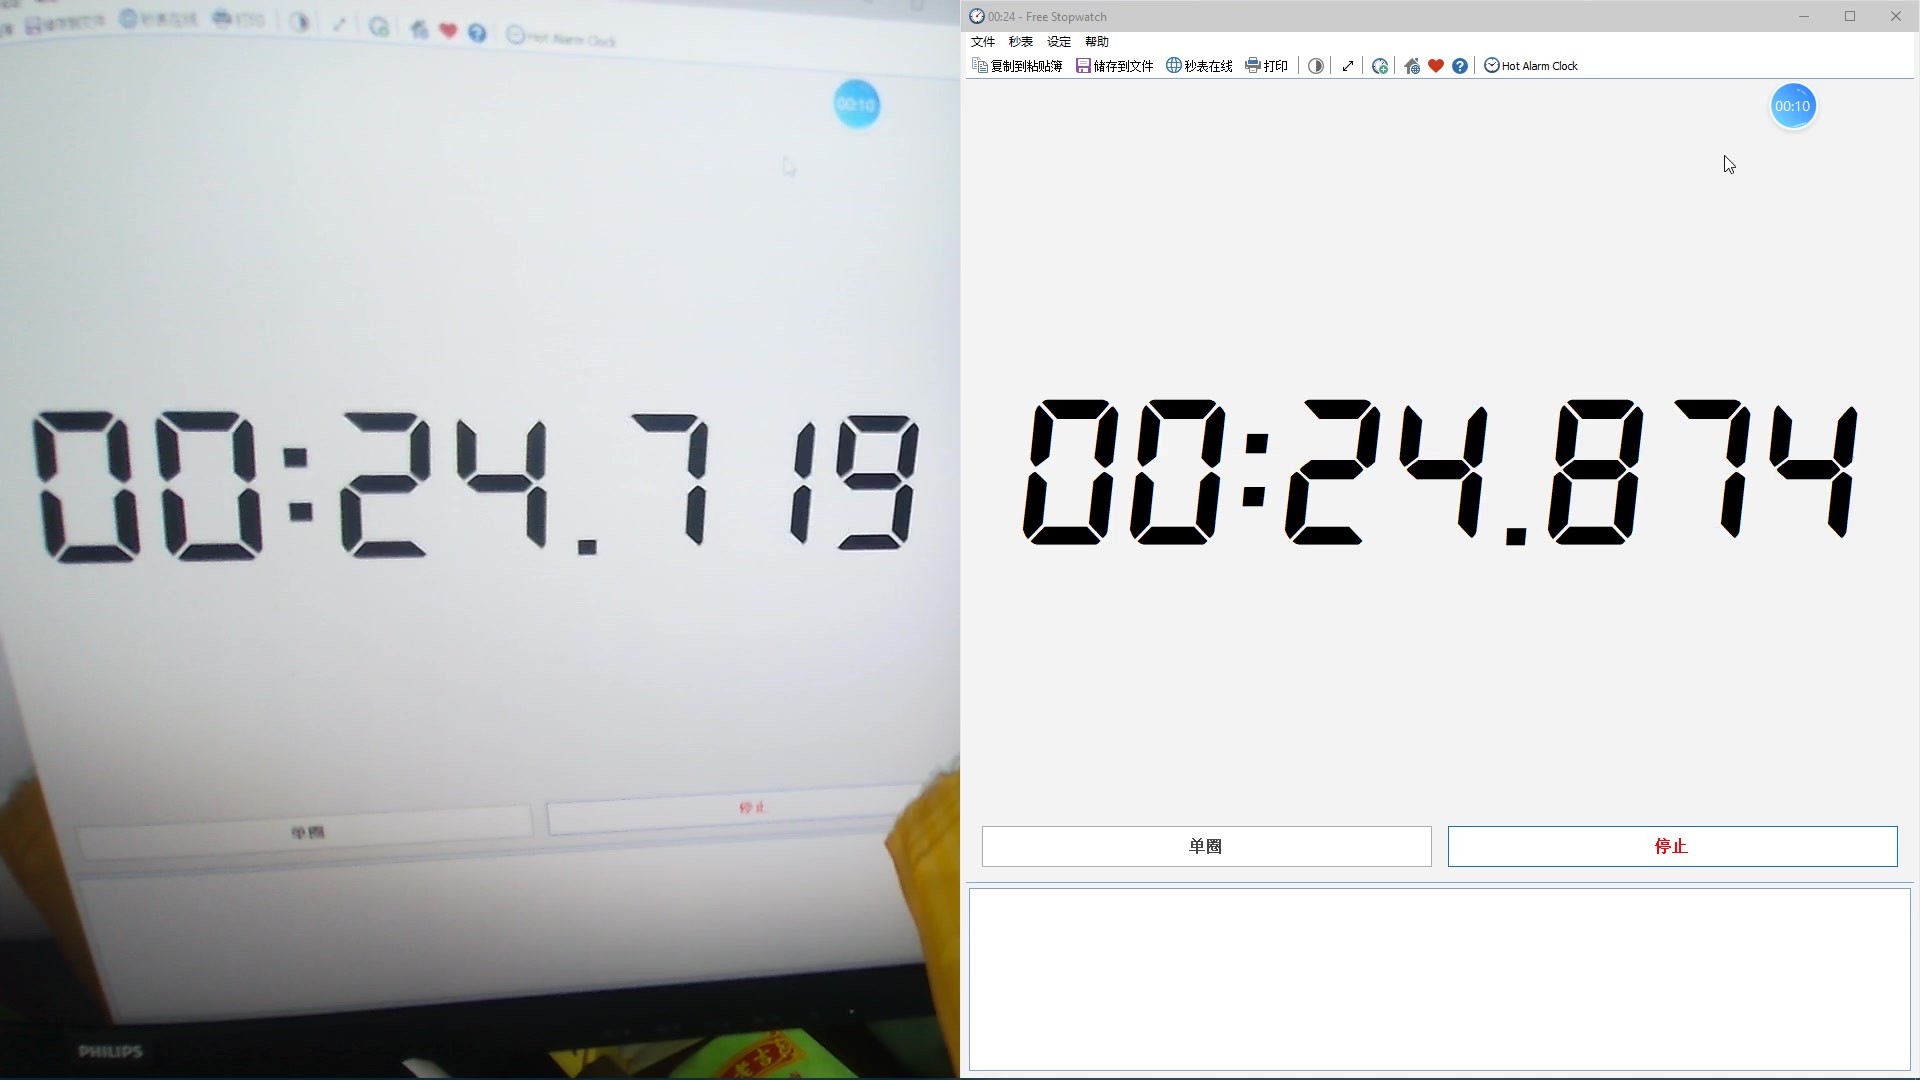 储存到文件 秒表在线 打印 Hot Alarm Clock
00:10
00:24.719
单圈 停止
PHILIPS
00:24 - Free Stopwatch
文件 秒表 设定 帮助
复制到粘贴簿 储存到文件 秒表在线 打印 Hot Alarm Clock
00:10
00:24.874
单圈 停止